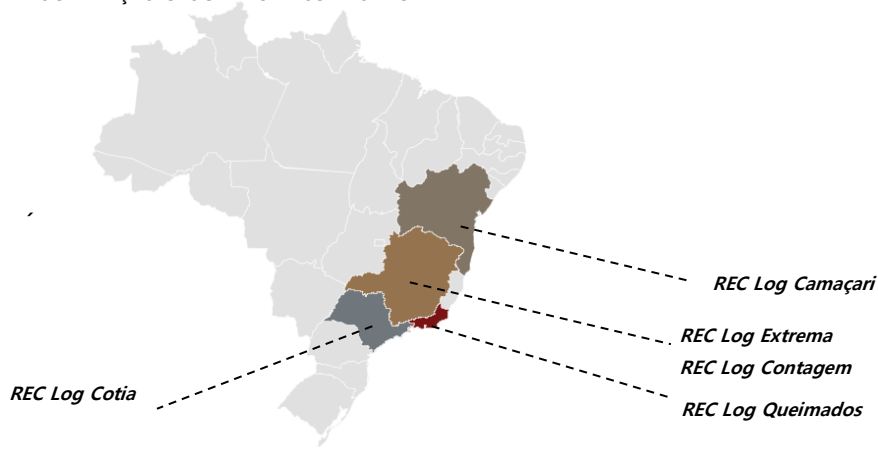 REC Log Camaçari
REC Log Extrema
REC Log Contagem
REC Log Cotia
REC Log Queimados